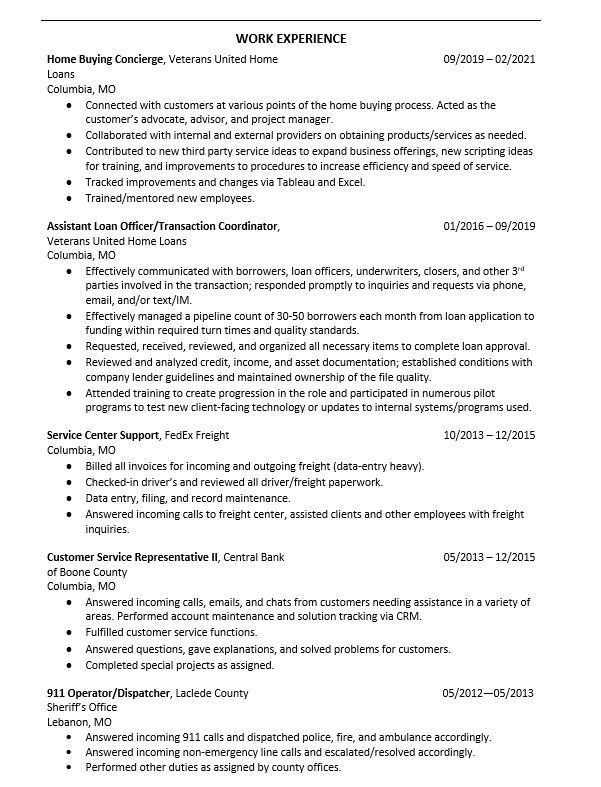 WORK EXPERIENCE
Home Buying Concierge, Veterans United Home 09/2019 – 02/2021
Loans
Columbia, MO
● Connected with customers at various points of the home buying process. Acted as the
customer's advocate, advisor, and project manager.
● Collaborated with internal and external providers on obtaining products/services as needed.
● Contributed to new third party service ideas to expand business offerings, new scripting ideas
for training, and improvements to procedures to increase efficiency and speed of service.
● Tracked improvements and changes via Tableau and Excel.
● Trained/mentored new employees.
Assistant Loan Officer/Transaction Coordinator, 01/2016 – 09/2019
Veterans United Home Loans
Columbia, MO
● Effectively communicated with borrowers, loan officers, underwriters, closers, and other 3rd
parties involved in the transaction; responded promptly to inquiries and requests via phone,
email, and/or text/IM.
● Effectively managed a pipeline count of 30-50 borrowers each month from loan application to
funding within required turn times and quality standards.
● Requested, received, reviewed, and organized all necessary items to complete loan approval.
● Reviewed and analyzed credit, income, and asset documentation; established conditions with
company lender guidelines and maintained ownership of the file quality.
● Attended training to create progression in the role and participated in numerous pilot
programs to test new client-facing technology or updates to internal systems/programs used.
Service Center Support, FedEx Freight 10/2013 – 12/2015
Columbia, MO
● Billed all invoices for incoming and outgoing freight (data-entry heavy).
● Checked-in driver's and reviewed all driver/freight paperwork.
● Data entry, filing, and record maintenance.
● Answered incoming calls to freight center, assisted clients and other employees with freight
inquiries.
Customer Service Representative II, Central Bank 05/2013 – 12/2015
of Boone County
Columbia, MO
● Answered incoming calls, emails, and chats from customers needing assistance in a variety of
areas. Performed account maintenance and solution tracking via CRM.
● Fulfilled customer service functions.
● Answered questions, gave explanations, and solved problems for customers.
● Completed special projects as assigned.
911 Operator/Dispatcher, Laclede County 05/2012—05/2013
Sheriff's Office
Lebanon, MO
● Answered incoming 911 calls and dispatched police, fire, and ambulance accordingly.
● Answered incoming non-emergency line calls and escalated/resolved accordingly.
● Performed other duties as assigned by county offices.